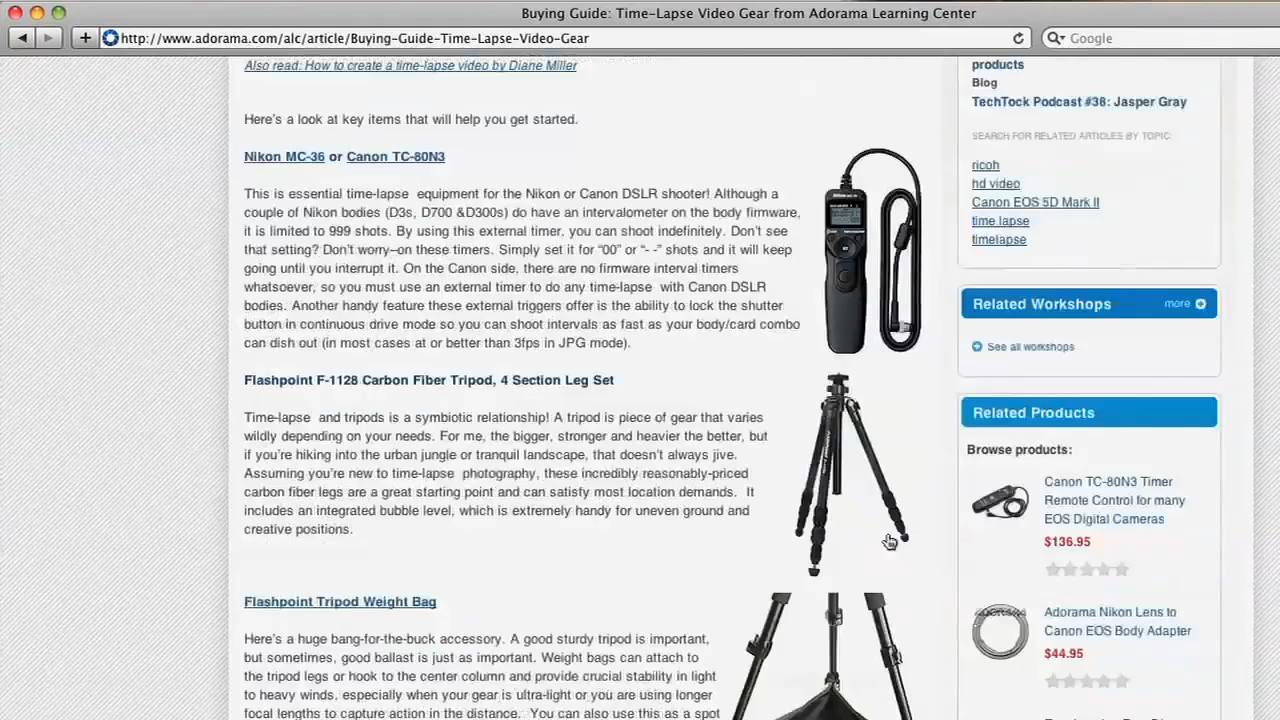 Buying Guide: Time-Lapse Video Gear from Adorama Learning Center
http://www.adorama.com/alc/article/Buying-Guide-Time-Lapse-Video-Gear
Google
Also read: How to create a time-lapse video by Diane Miller
Here's a look at key items that will help you get started.
Nikon MC-36 or Canon TC-80N3
This is essential time-lapse equipment for the Nikon or Canon DSLR shooter! Although a
couple of Nikon bodies (D3s, D700 &D300s) do have an intervalometer on the body firmware,
it is limited to 999 shots. By using this external timer, you can shoot indefinitely. Don't see
that setting? Don't worry–on these timers. Simply set it for “00” or “- -” shots and it will keep
going until you interrupt it. On the Canon side, there are no firmware interval timers
whatsoever, so you must use an external timer to do any time-lapse with Canon DSLR
bodies. Another handy feature these external triggers offer is the ability to lock the shutter
button in continuous drive mode so you can shoot intervals as fast as your body/card combo
can dish out (in most cases at or better than 3fps in JPG mode).
Flashpoint F-1128 Carbon Fiber Tripod, 4 Section Leg Set
Time-lapse and tripods is a symbiotic relationship! A tripod is piece of gear that varies
wildly depending on your needs. For me, the bigger, stronger and heavier the better, but
if you're hiking into the urban jungle or tranquil landscape, that doesn't always jive.
Assuming you're new to time-lapse photography, these incredibly reasonably-priced
carbon fiber legs are a great starting point and can satisfy most location demands. It
includes an integrated bubble level, which is extremely handy for uneven ground and
creative positions.
Flashpoint Tripod Weight Bag
Here's a huge bang-for-the-buck accessory. A good sturdy tripod is important,
but sometimes, good ballast is just as important. Weight bags can attach to
the tripod legs or hook to the center column and provide crucial stability in light
to heavy winds, especially when your gear is ultra-light or you are using longer
focal lengths to capture action in the distance. You can also use this as a spot
products
Blog
TechTock Podcast #36: Jasper Gray
SEARCH FOR RELATED ARTICLES BY TOPIC:
ricoh
hd video
Canon EOS 5D Mark II
time lapse
timelapse
Related Workshops more
See all workshops
Related Products
Browse products:
Canon TC-80N3 Timer
Remote Control for many
EOS Digital Cameras
$136.95
Adorama Nikon Lens to
Canon EOS Body Adapter
$44.95